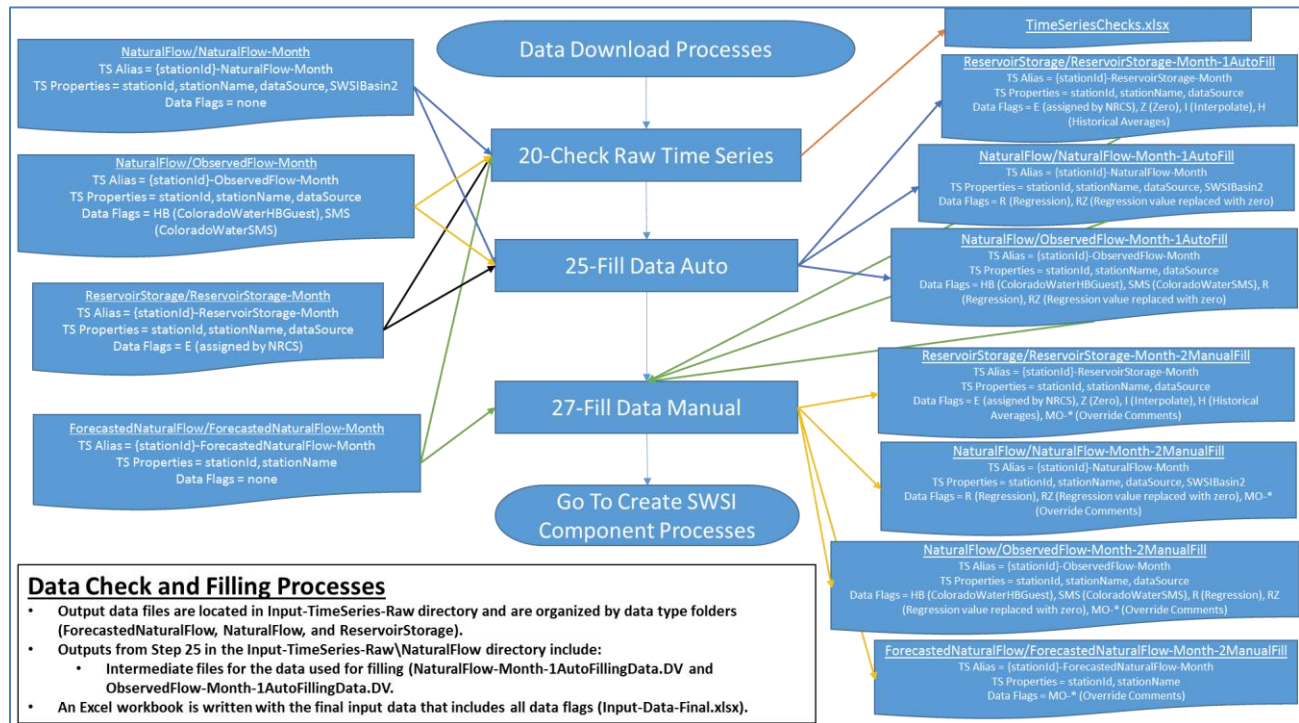 NaturalFlow/NaturalFlow-Month
TS Alias = {stationId}-NaturalFlow-Month
TS Properties = stationId, stationName, dataSource, SWSIBasin2
Data Flags = none
NaturalFlow/ObservedFlow-Month
TS Alias = {stationId}-ObservedFlow-Month
TS Properties = stationId, stationName, dataSource
Data Flags = HB (ColoradoWaterHBGuest), SMS
(ColoradoWaterSMS)
ReservoirStorage/ReservoirStorage-Month
TS Alias = {stationId}-ReservoirStorage-Month
TS Properties = stationId, stationName, dataSource
Data Flags = E (assigned by NRCS)
ForecastedFlow/ForecastedNaturalFlow-Month
TS Alias = {stationId}-ForecastedNaturalFlow-Month
TS Properties = stationId, stationName
Data Flags = none
Data Download Processes
20-Check Raw Time Series
25-Fill Data Auto
27-Fill Data Manual
Go To Create SWSI
Component Processes
TimeSeriesChecks.xlsx
ReservoirStorage/ReservoirStorage-Month-1AutoFill
TS Alias = {stationId}-ReservoirStorage-Month
TS Properties = stationId, stationName, dataSource
Data Flags = E (assigned by NRCS), Z (Zero), I (Interpolate), H
(Historical Averages)
NaturalFlow/NaturalFlow-Month-1AutoFill
TS Alias = {stationId}-NaturalFlow-Month
TS Properties = stationId, stationName, dataSource, SWSIBasin2
Data Flags = R (Regression), RZ (Regression value replaced with zero)
NaturalFlow/ObservedFlow-Month-1AutoFill
TS Alias = {stationId}-ObservedFlow-Month
TS Properties = stationId, stationName, dataSource
Data Flags = HB (ColoradoWaterHBGuest), SMS (ColoradoWaterSMS), R
(Regression), RZ (Regression value replaced with zero)
ReservoirStorage/ReservoirStorage-Month-2ManualFill
TS Alias = {stationId}-ReservoirStorage-Month
TS Properties = stationId, stationName, dataSource
Data Flags = E (assigned by NRCS), Z (Zero), I (Interpolate), H (Historical
Averages), MO-* (Override Comments)
NaturalFlow/NaturalFlow-Month-2ManualFill
TS Alias = {stationId}-NaturalFlow-Month
TS Properties = stationId, stationName, dataSource, SWSIBasin2
Data Flags = R (Regression), RZ (Regression value replaced with zero), MO-*
(Override Comments)
NaturalFlow/ObservedFlow-Month-2ManualFill
TS Alias = {stationId}-ObservedFlow-Month
TS Properties = stationId, stationName, dataSource
Data Flags = HB (ColoradoWaterHBGuest), SMS (ColoradoWaterSMS), R (Regression), RZ
(Regression value replaced with zero), MO-* (Override Comments)
ForecastedFlow/ForecastedNaturalFlow-Month-2ManualFill
TS Alias = {stationId}-ForecastedNaturalFlow-Month
TS Properties = stationId, stationName
Data Flags = MO-* (Override Comments)
Data Check and Filling Processes
• Output data files are located in Input-TimeSeries-Raw directory and are organized by data type folders
(ForecastedNaturalFlow, NaturalFlow, and ReservoirStorage).
• Outputs from Step 25 in the Input-TimeSeries-Raw\NaturalFlow directory include:
• Intermediate files for the data used for filling (NaturalFlow-Month-1AutoFillingData.DV and
ObservedFlow-Month-1AutoFillingData.DV.
• An Excel workbook is written with the final input data that includes all data flags (Input-Data-Final.xlsx).